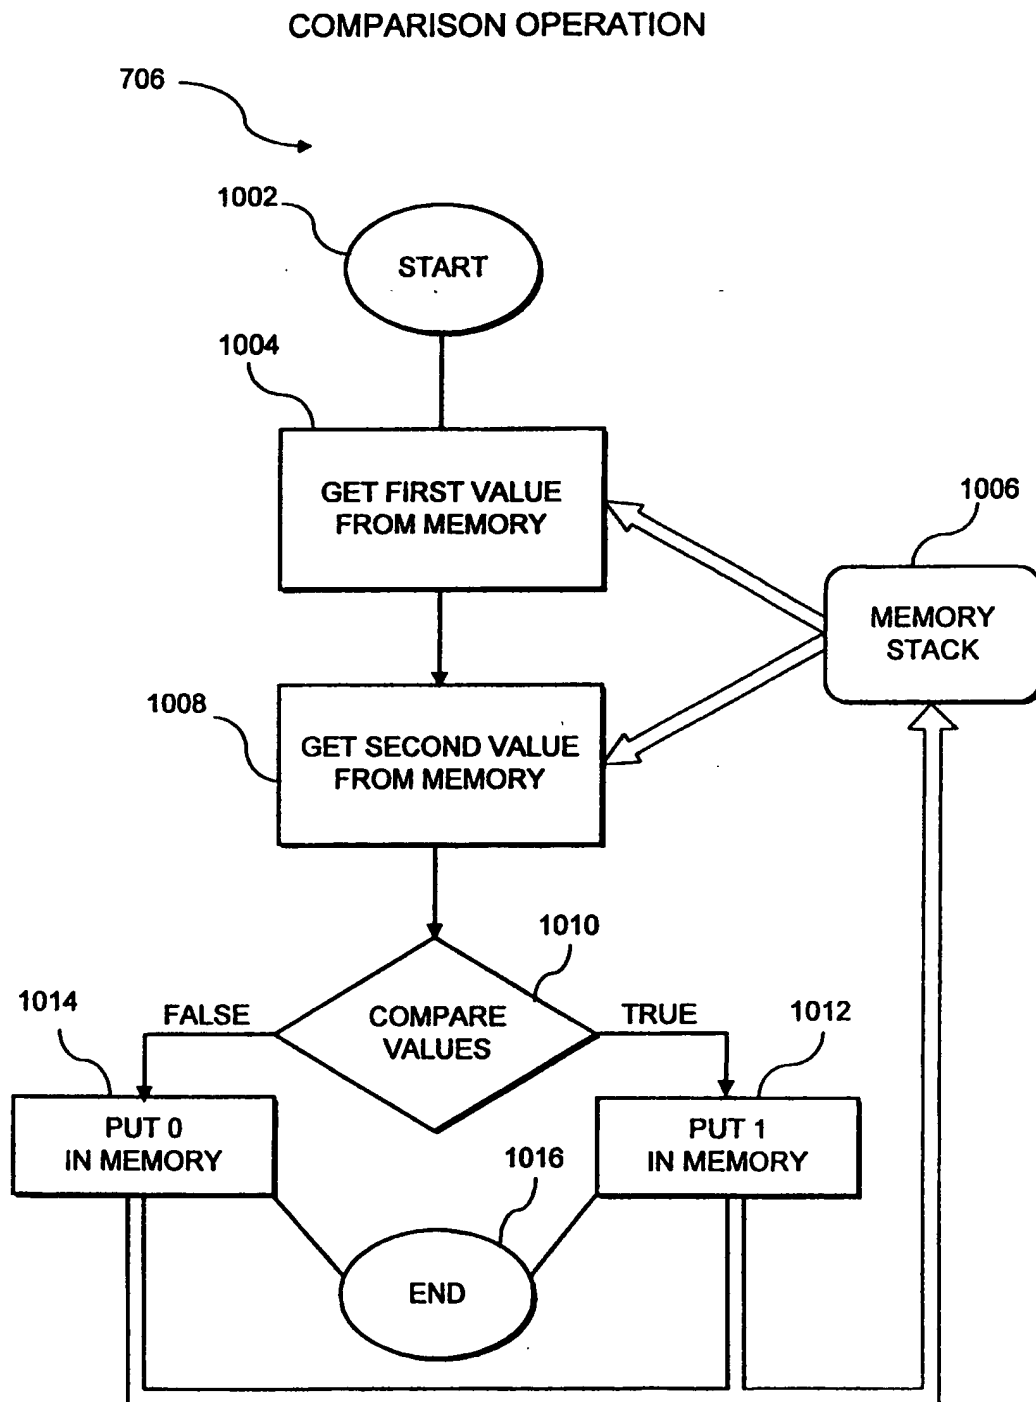 COMPARISON OPERATION
706
1002
START
1004
GET FIRST VALUE
FROM MEMORY
1006
MEMORY
STACK
1008
GET SECOND VALUE
FROM MEMORY
1010
COMPARE
VALUES
FALSE
TRUE
1014
1012
PUT 0
IN MEMORY
PUT 1
IN MEMORY
1016
END